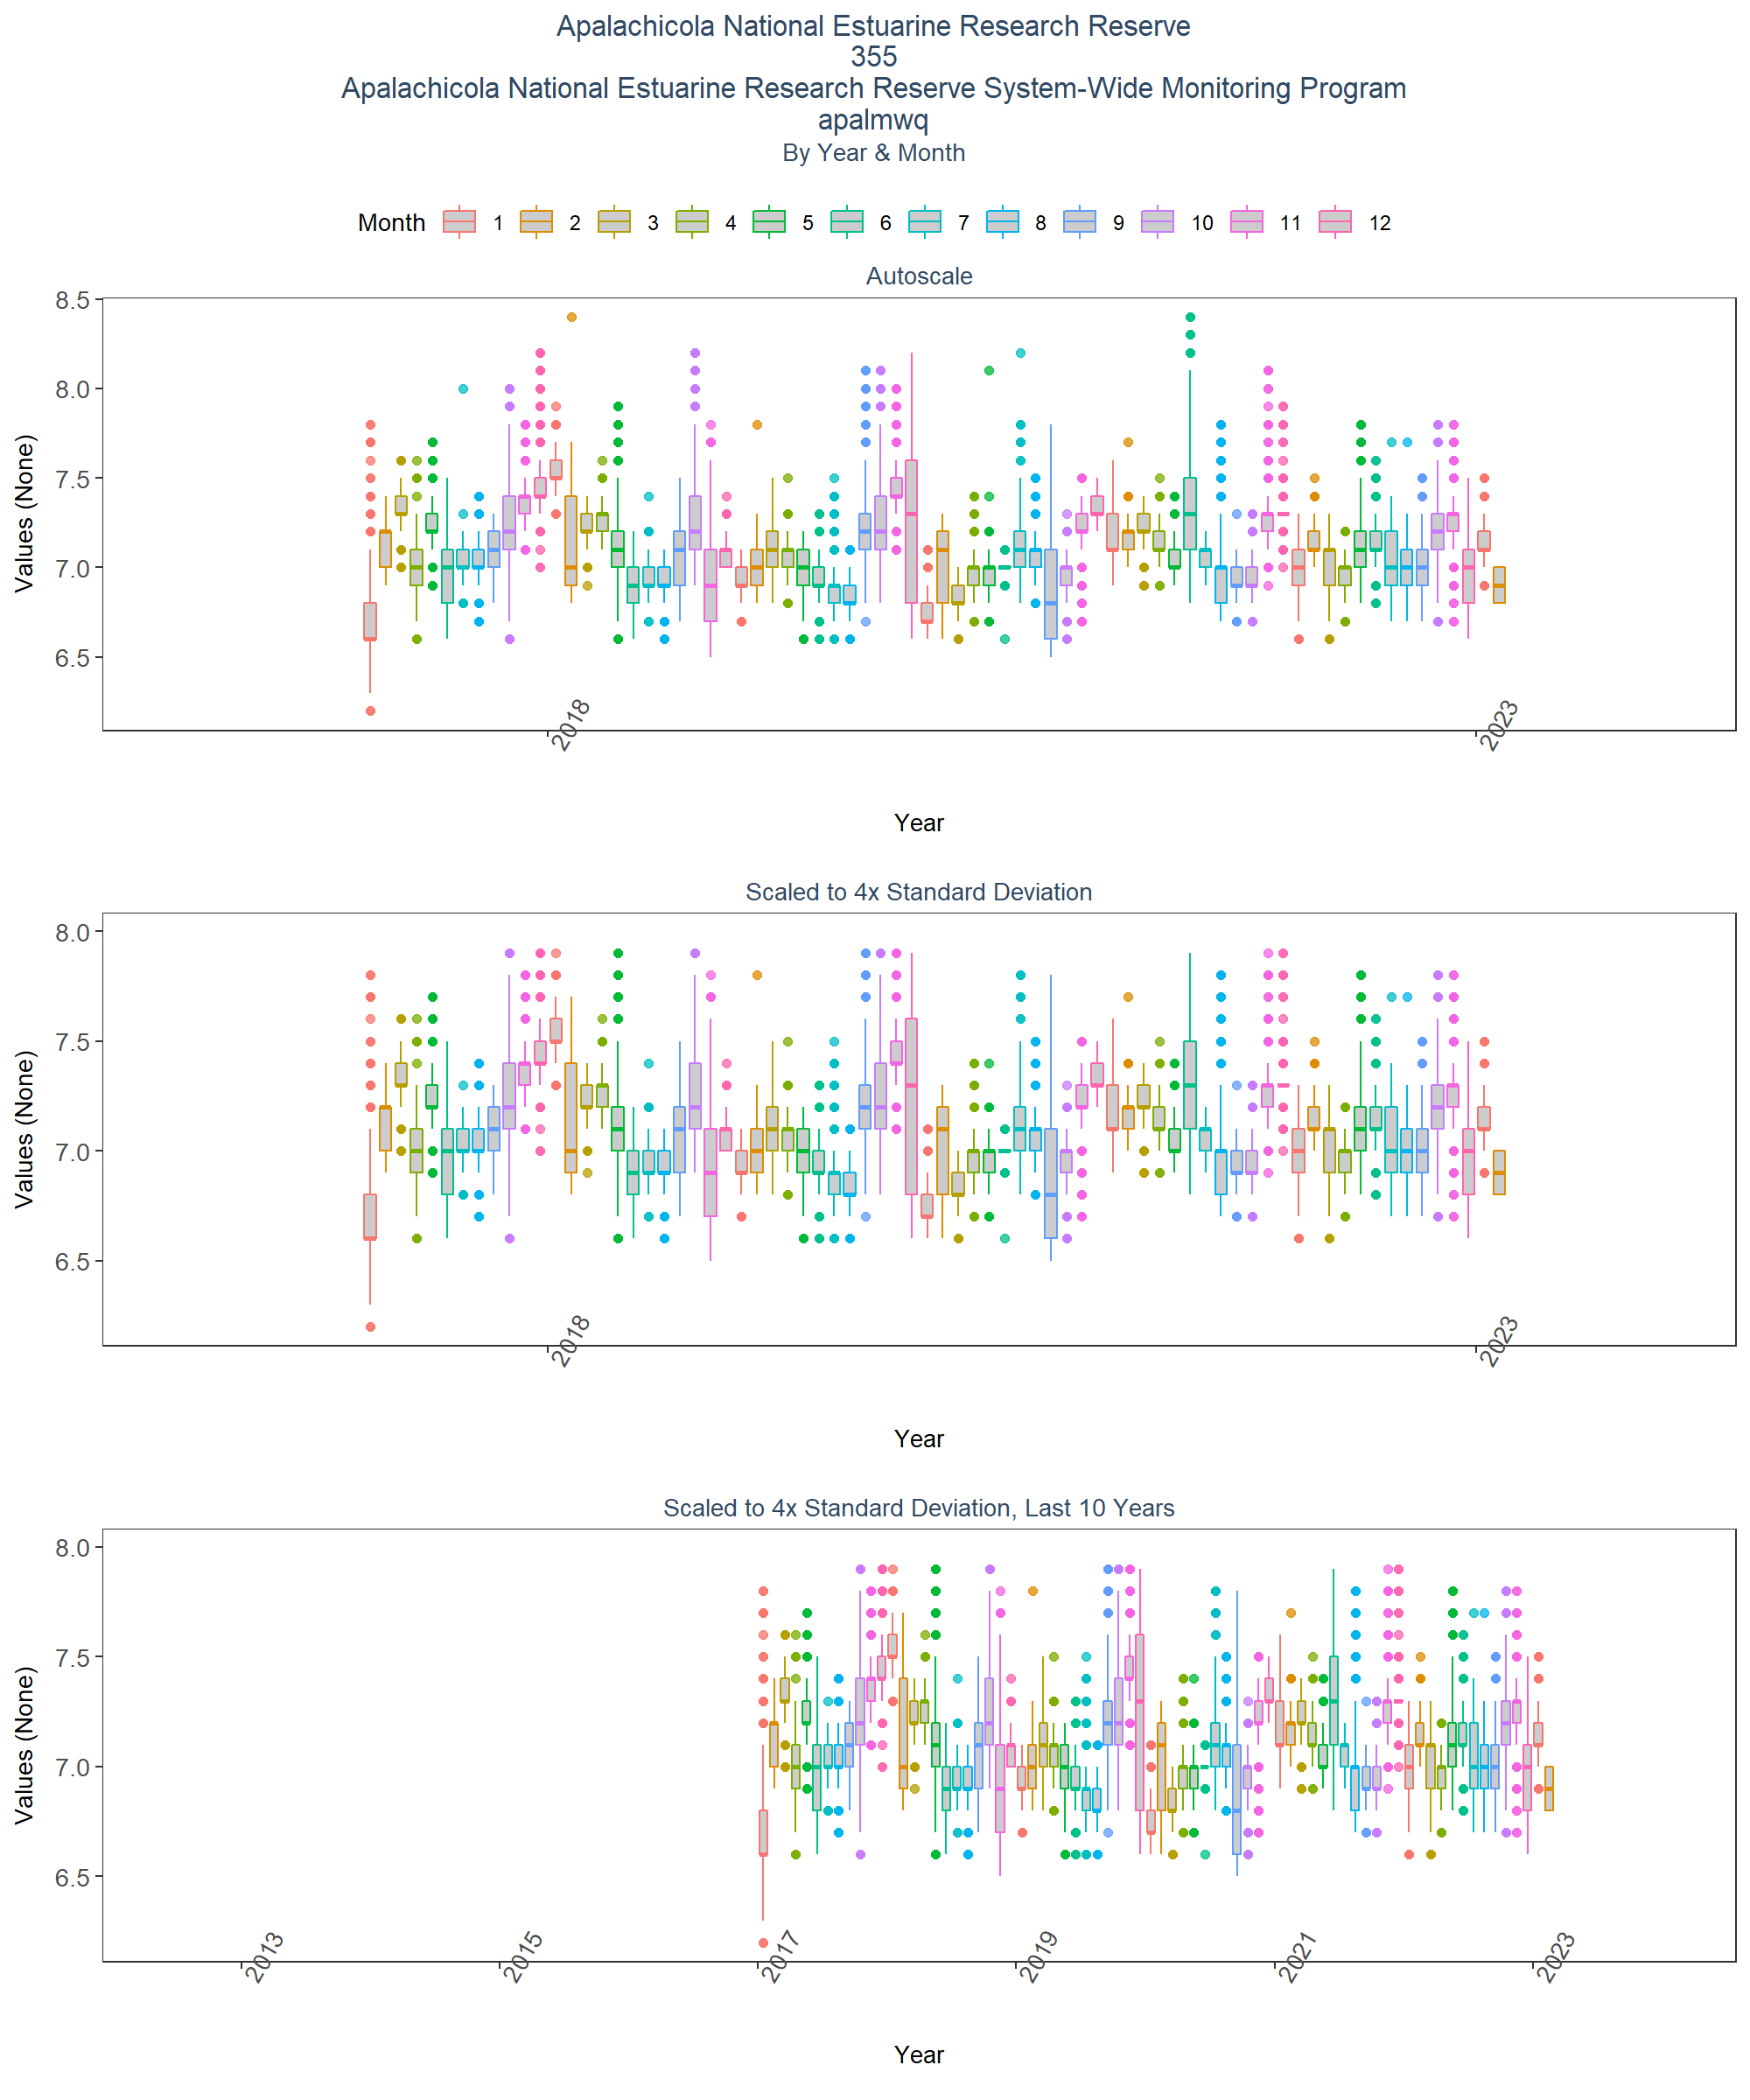 Apalachicola National Estuarine Research Reserve
355
Apalachicola National Estuarine Research Reserve System-Wide Monitoring Program
apalmwq
By Year & Month
Month 1 2 3 4 5 6 7 8 9 10 11 12
Autoscale
8.5
8.0
7.5
7.0
6.5
Values (None)
2018 2023
Year
Scaled to 4x Standard Deviation
8.0
7.5
7.0
6.5
Values (None)
2018 2023
Year
Scaled to 4x Standard Deviation, Last 10 Years
8.0
7.5
7.0
6.5
Values (None)
2013 2015 2017 2019 2021 2023
Year